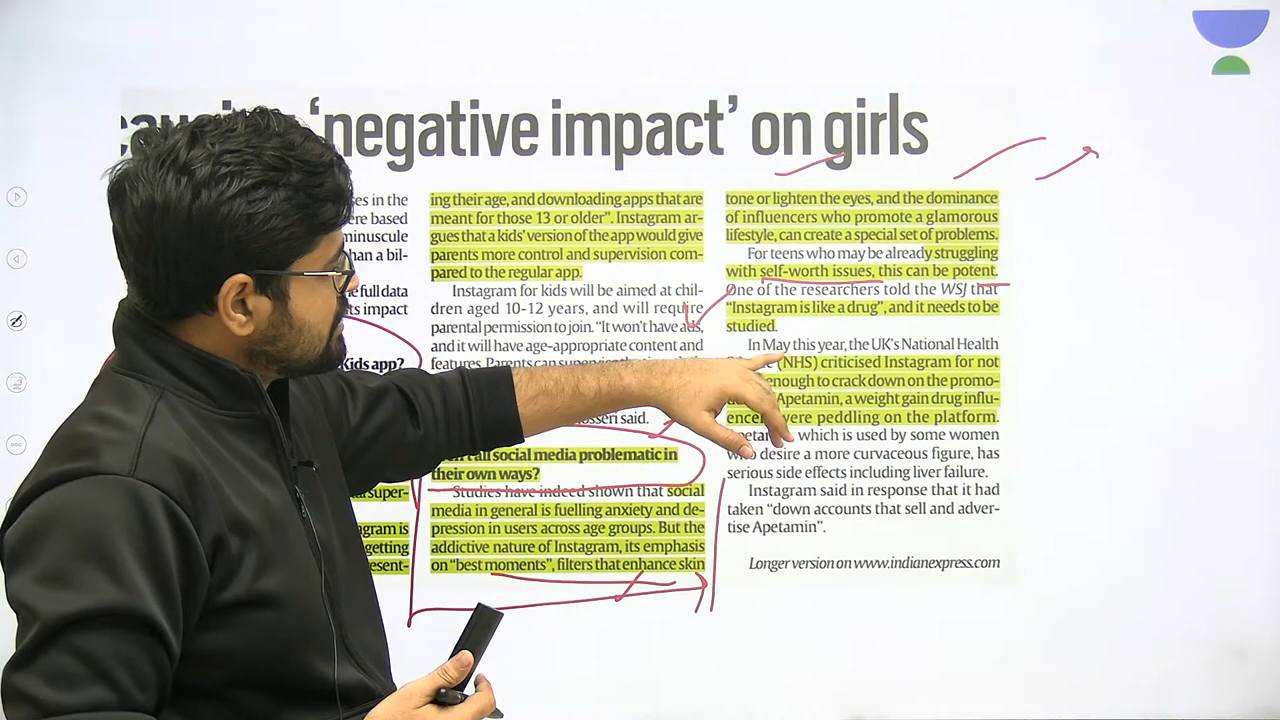 ‘negative impact’ on girls
es in the
ere based
minuscule
han a bil-
e full data
ts impact
Kids app?
super-
agram is
getting
esent-
ing their age, and downloading apps that are
meant for those 13 or older”. Instagram ar-
gues that a kids’ version of the app would give
parents more control and supervision com-
pared to the regular app.
Instagram for kids will be aimed at chil-
dren aged 10-12 years, and will require
parental permission to join. “It won’t have ads,
and it will have age-appropriate content and
features. Parents can
said.
all social media problematic in
their own ways?
Studies have indeed shown that social
media in general is fuelling anxiety and de-
pression in users across age groups. But the
addictive nature of Instagram, its emphasis
on “best moments”, filters that enhance skin
tone or lighten the eyes, and the dominance
of influencers who promote a glamorous
lifestyle, can create a special set of problems.
For teens who may be already struggling
with self-worth issues, this can be potent.
One of the researchers told the WSJ that
“Instagram is like a drug”, and it needs to be
studied.
In May this year, the UK’s National Health
(NHS) criticised Instagram for not
enough to crack down on the promo-
Apetamin, a weight gain drug influ-
were peddling on the platform.
which is used by some women
who desire a more curvaceous figure, has
serious side effects including liver failure.
Instagram said in response that it had
taken “down accounts that sell and adver-
tise Apetamin”.
Longer version on www.indianexpress.com